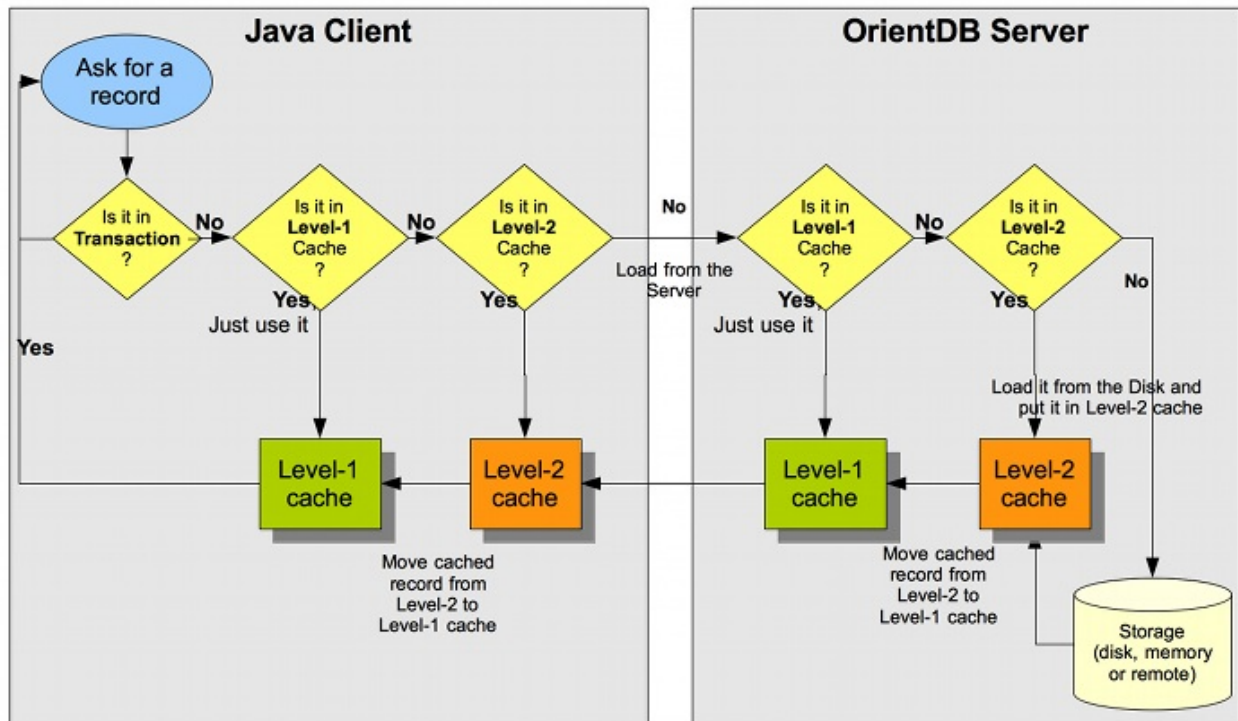 Java Client
Ask for a
record
Is it in
Transaction
?
No
Is it in
Level-1
Cache
?
No
Is it in
Level-2
Cache
?
Yes,
Just use it
Yes
Yes
Level-1
cache
Level-2
cache
Move cached
record from
Level-2 to
Level-1 cache
No
Load from the
Server
OrientDB Server
Is it in
Level-1
Cache
?
No
Is it in
Level-2
Cache
?
No
Yes,
Just use it
Yes
Load it from the Disk and
put it in Level-2 cache
Level-1
cache
Level-2
cache
Move cached
record from
Level-2 to
Level-1 cache
Storage
(disk, memory
or remote)